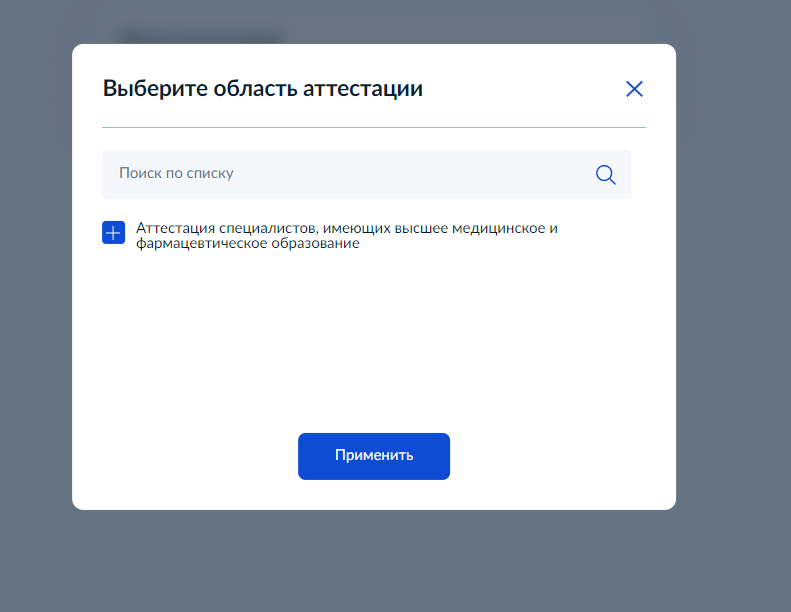 Выберите область аттестации
Поиск по списку
Аттестация специалистов, имеющих высшее медицинское и
фармацевтическое образование
Применить